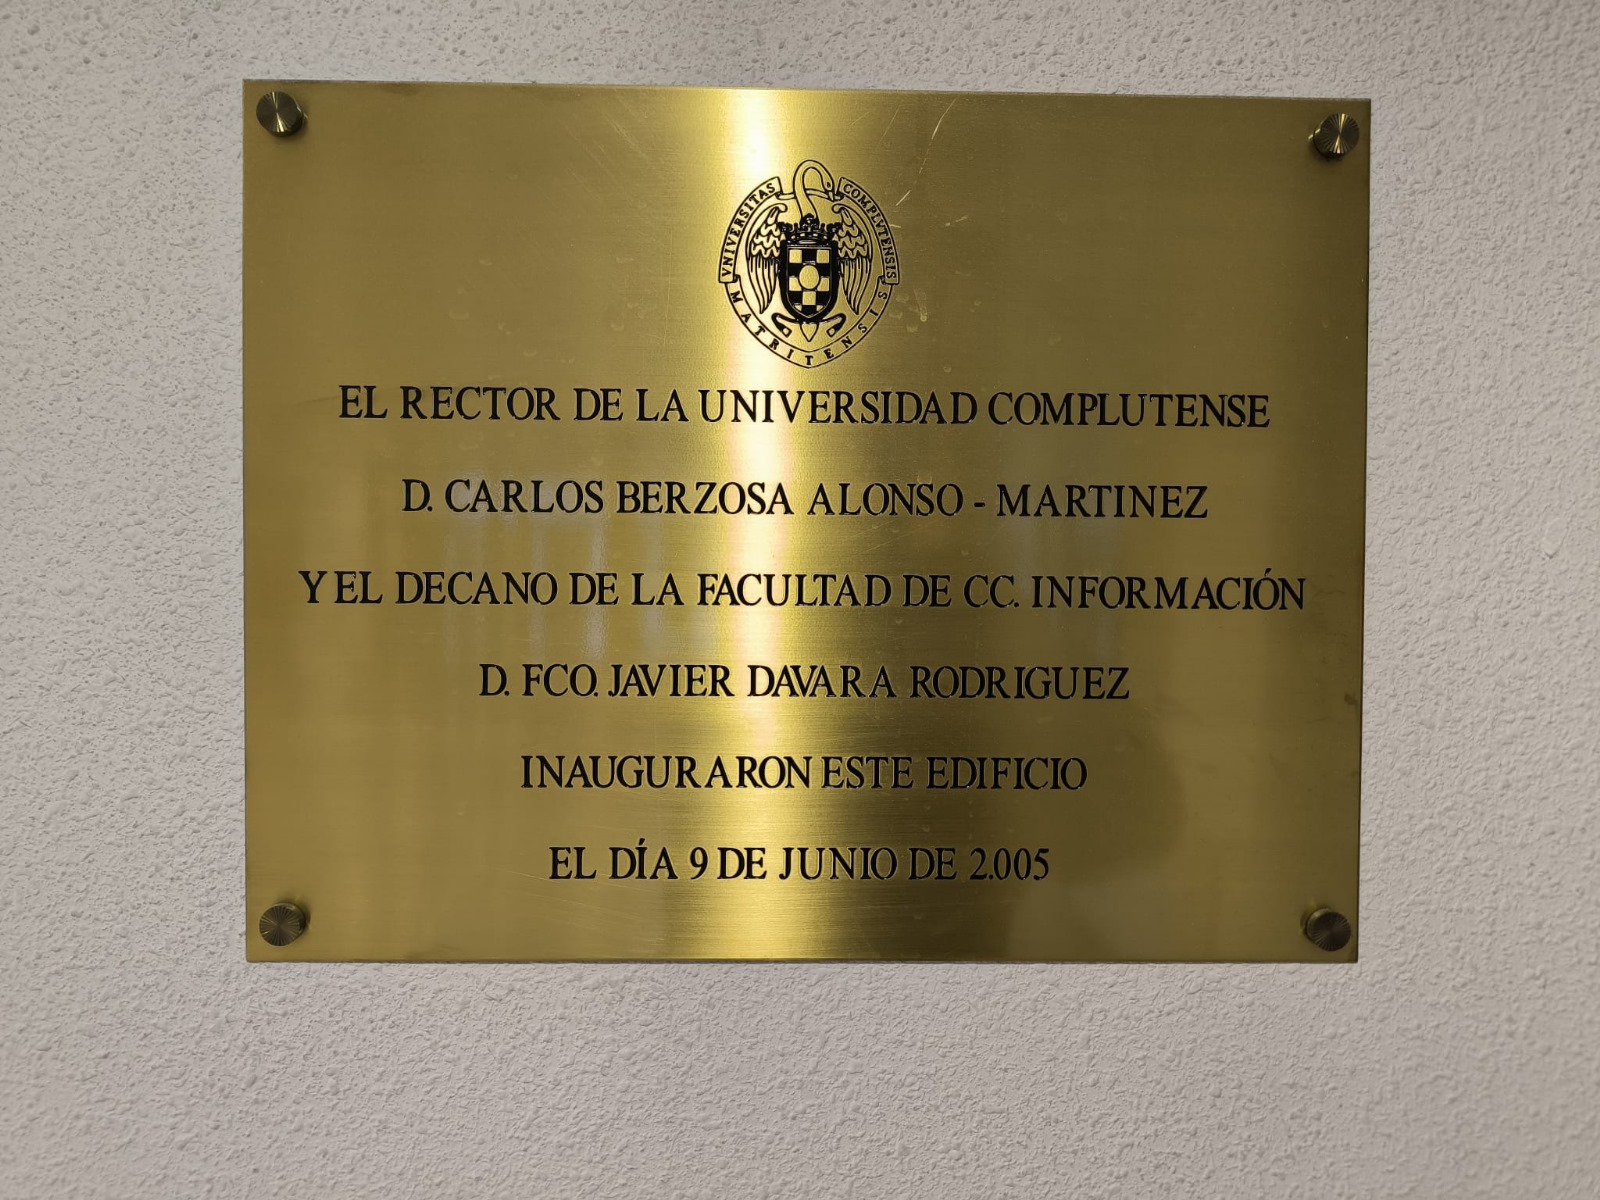 VNIVERSITAS COMPLVTENSIS
MATRITENSIS
EL RECTOR DE LA UNIVERSIDAD COMPLUTENSE
D. CARLOS BERZOSA ALONSO - MARTINEZ
Y EL DECANO DE LA FACULTAD DE CC. INFORMACIÓN
D. FCO. JAVIER DAVARA RODRIGUEZ
INAUGURARON ESTE EDIFICIO
EL DÍA 9 DE JUNIO DE 2.005